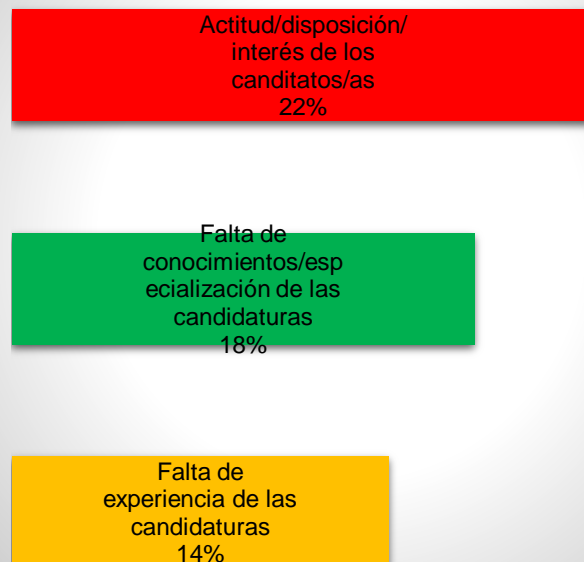 Actitud/disposición/
interés de los
canditatos/as
22%
Falta de
conocimientos/esp
ecialización de las
candidaturas
18%
Falta de
experiencia de las
candidaturas
14%